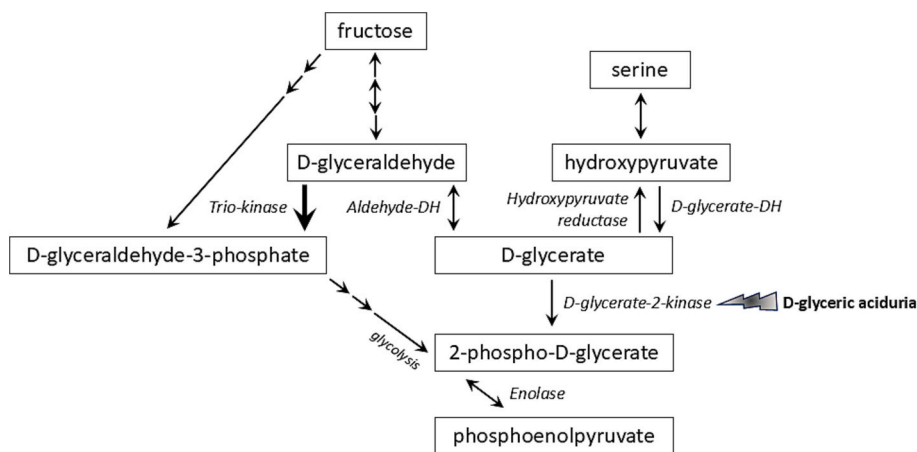 fructose
serine
D-glyceraldehyde
hydroxypyruvate
Trio-kinase
Aldehyde-DH
Hydroxypyruvate
reductase
D-glycerate-DH
D-glyceraldehyde-3-phosphate
D-glycerate
D-glycerate-2-kinase
D-glyceric aciduria
glycolysis
2-phospho-D-glycerate
Enolase
phosphoenolpyruvate